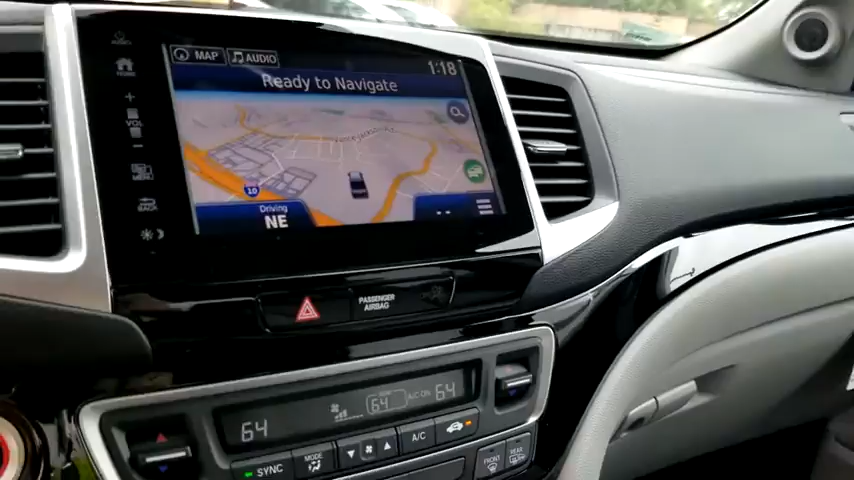 MAP
AUDIO
1:18
HOME
Ready to Navigate
+
VOL
-
MENU
BACK
10
Driving
NE
PASSENGER
AIRBAG
64
64
A/C ON
64
SYNC
MODE
A/C
FRONT
REAR